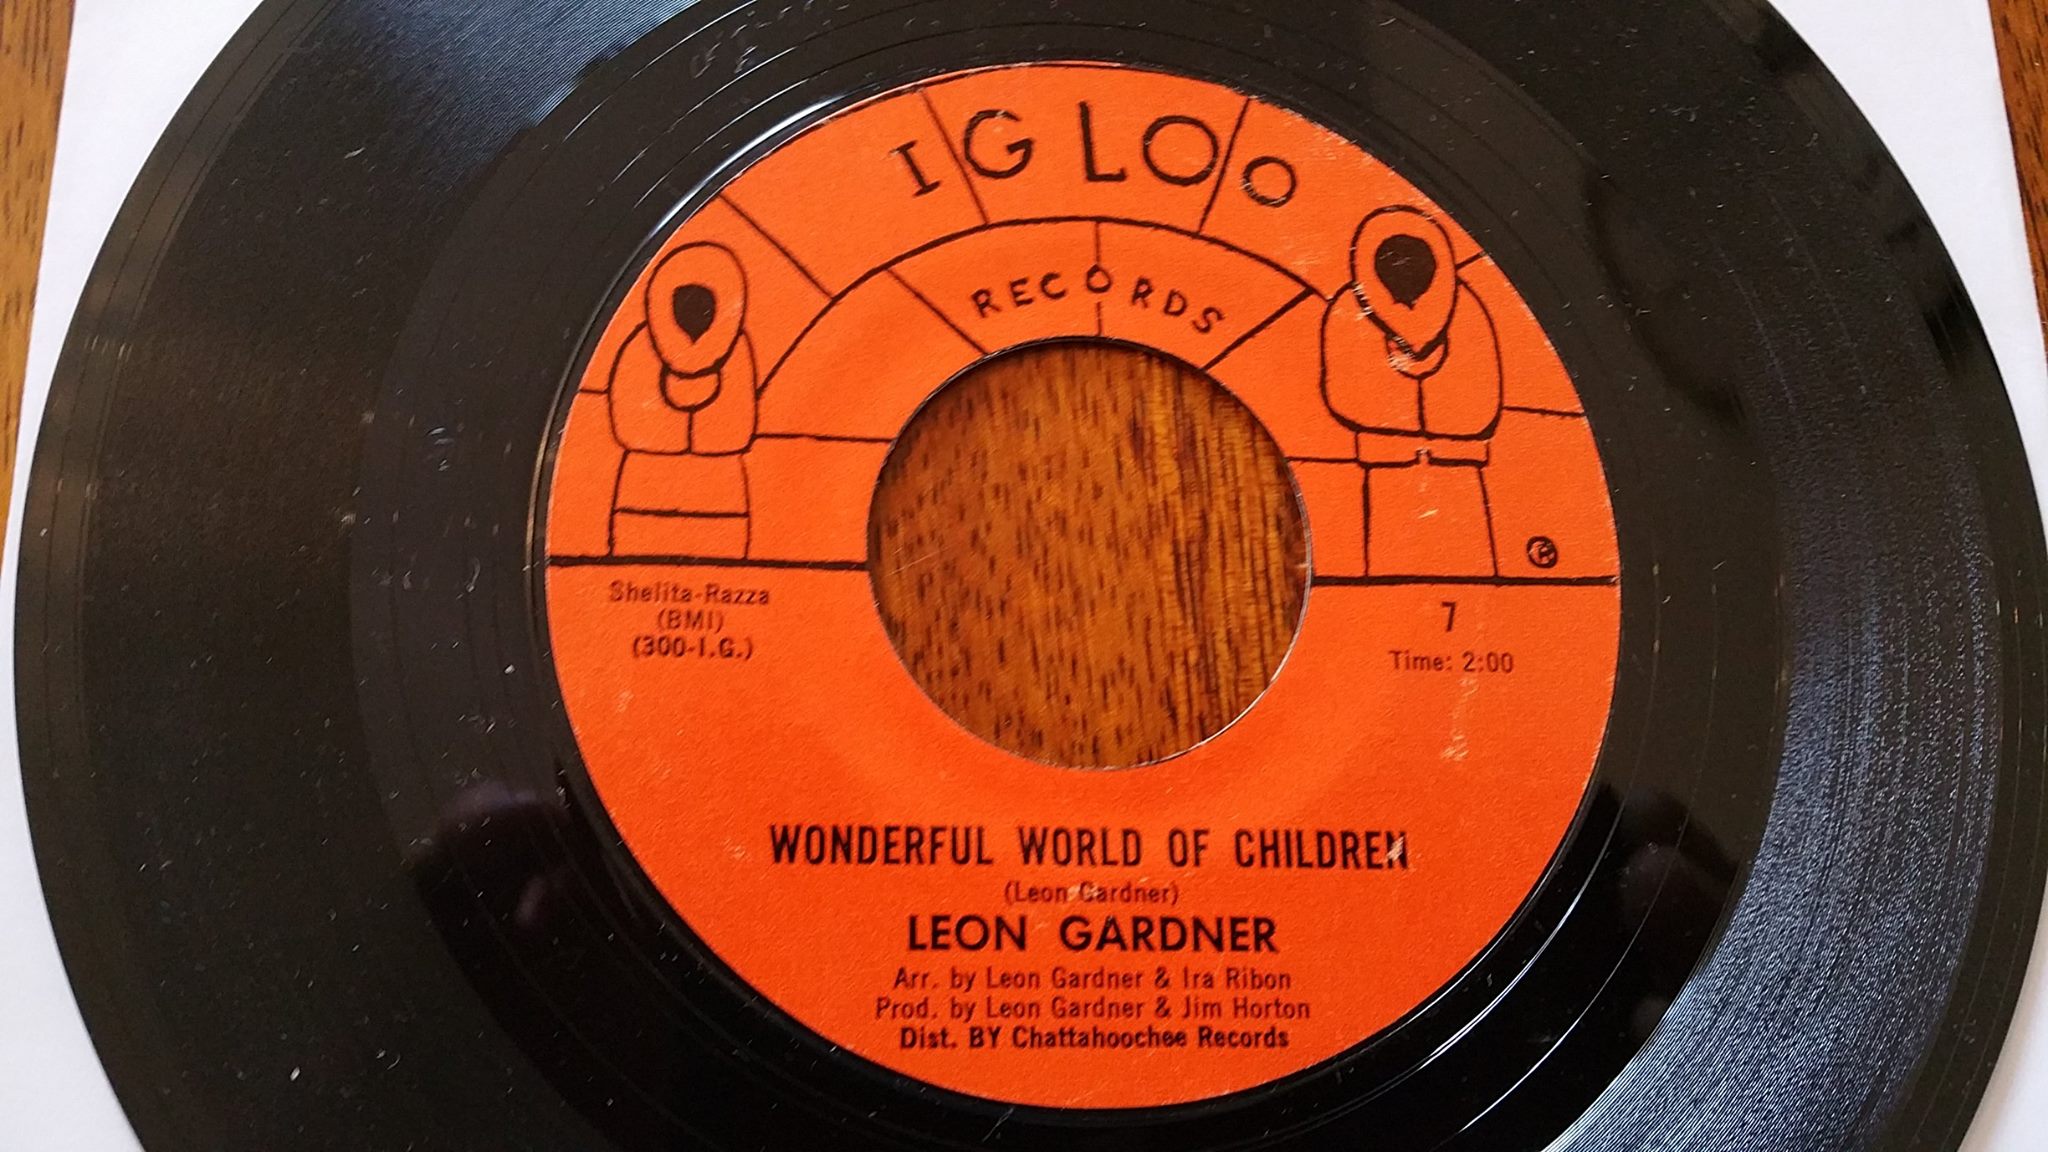 IGLOO
RECORDS
Shelita-Razza
(BMI)
(300-I.G.)
7
Time: 2:00
WONDERFUL WORLD OF CHILDREN
(Leon Gardner)
LEON GARDNER
Arr. by Leon Gardner & Ira Ribon
Prod. by Leon Gardner & Jim Horton
Dist. BY Chattahoochee Records